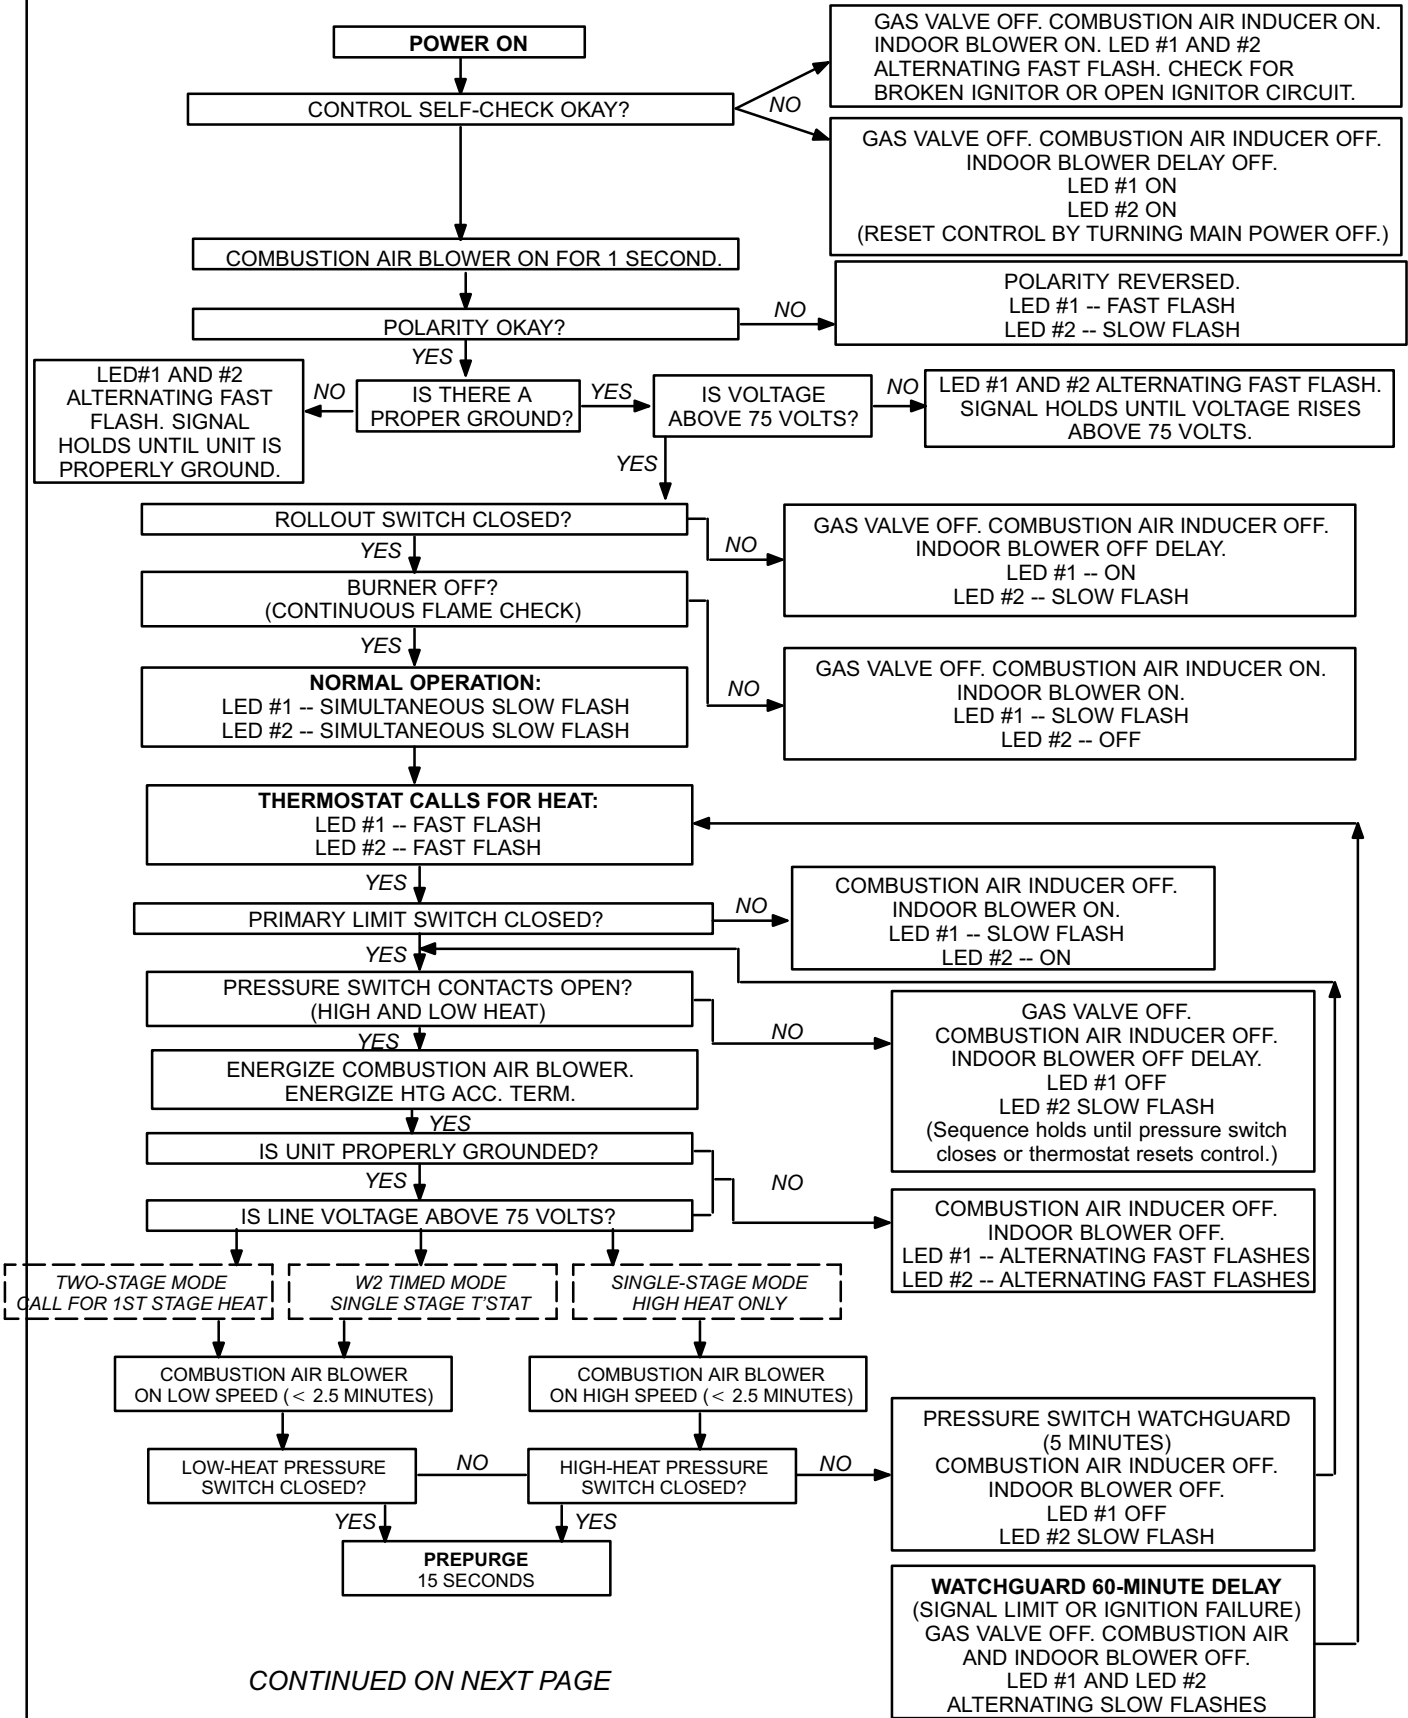 POWER ON
GAS VALVE OFF. COMBUSTION AIR INDUCER ON.
INDOOR BLOWER ON. LED #1 AND #2
ALTERNATING FAST FLASH. CHECK FOR
BROKEN IGNITOR OR OPEN IGNITOR CIRCUIT.
CONTROL SELF-CHECK OKAY?
NO
GAS VALVE OFF. COMBUSTION AIR INDUCER OFF.
INDOOR BLOWER DELAY OFF.
LED #1 ON
LED #2 ON
(RESET CONTROL BY TURNING MAIN POWER OFF.)
COMBUSTION AIR BLOWER ON FOR 1 SECOND.
POLARITY OKAY?
NO
POLARITY REVERSED.
LED #1 -- FAST FLASH
LED #2 -- SLOW FLASH
YES
LED#1 AND #2
ALTERNATING FAST
FLASH. SIGNAL
HOLDS UNTIL UNIT IS
PROPERLY GROUND.
NO
IS THERE A
PROPER GROUND?
YES
IS VOLTAGE
ABOVE 75 VOLTS?
NO
LED #1 AND #2 ALTERNATING FAST FLASH.
SIGNAL HOLDS UNTIL VOLTAGE RISES
ABOVE 75 VOLTS.
YES
ROLLOUT SWITCH CLOSED?
NO
GAS VALVE OFF. COMBUSTION AIR INDUCER OFF.
INDOOR BLOWER OFF DELAY.
LED #1 -- ON
LED #2 -- SLOW FLASH
YES
BURNER OFF?
(CONTINUOUS FLAME CHECK)
YES
NO
GAS VALVE OFF. COMBUSTION AIR INDUCER ON.
INDOOR BLOWER ON.
LED #1 -- SLOW FLASH
LED #2 -- OFF
NORMAL OPERATION:
LED #1 -- SIMULTANEOUS SLOW FLASH
LED #2 -- SIMULTANEOUS SLOW FLASH
THERMOSTAT CALLS FOR HEAT:
LED #1 -- FAST FLASH
LED #2 -- FAST FLASH
YES
PRIMARY LIMIT SWITCH CLOSED?
NO
COMBUSTION AIR INDUCER OFF.
INDOOR BLOWER ON.
LED #1 -- SLOW FLASH
LED #2 -- ON
YES
PRESSURE SWITCH CONTACTS OPEN?
(HIGH AND LOW HEAT)
NO
GAS VALVE OFF.
COMBUSTION AIR INDUCER OFF.
INDOOR BLOWER OFF DELAY.
LED #1 OFF
LED #2 SLOW FLASH
(Sequence holds until pressure switch
closes or thermostat resets control.)
YES
ENERGIZE COMBUSTION AIR BLOWER.
ENERGIZE HTG ACC. TERM.
YES
IS UNIT PROPERLY GROUNDED?
YES
NO
IS LINE VOLTAGE ABOVE 75 VOLTS?
COMBUSTION AIR INDUCER OFF.
INDOOR BLOWER OFF.
LED #1 -- ALTERNATING FAST FLASHES
LED #2 -- ALTERNATING FAST FLASHES
TWO-STAGE MODE
CALL FOR 1ST STAGE HEAT
W2 TIMED MODE
SINGLE STAGE T'STAT
SINGLE-STAGE MODE
HIGH HEAT ONLY
COMBUSTION AIR BLOWER
ON LOW SPEED (< 2.5 MINUTES)
COMBUSTION AIR BLOWER
ON HIGH SPEED (< 2.5 MINUTES)
LOW-HEAT PRESSURE
SWITCH CLOSED?
NO
HIGH-HEAT PRESSURE
SWITCH CLOSED?
NO
PRESSURE SWITCH WATCHGUARD
(5 MINUTES)
COMBUSTION AIR INDUCER OFF.
INDOOR BLOWER OFF.
LED #1 OFF
LED #2 SLOW FLASH
YES
YES
PREPURGE
15 SECONDS
WATCHGUARD 60-MINUTE DELAY
(SIGNAL LIMIT OR IGNITION FAILURE)
GAS VALVE OFF. COMBUSTION AIR
AND INDOOR BLOWER OFF.
LED #1 AND LED #2
ALTERNATING SLOW FLASHES
CONTINUED ON NEXT PAGE